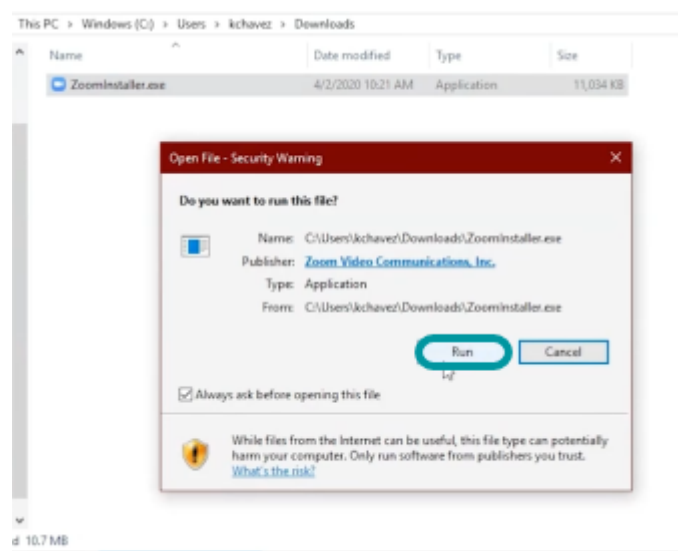 This PC > Windows (C:) > Users > kchavez > Downloads
Name Date modified Type Size
ZoomInstaller.exe 4/2/2020 10:21 AM Application 11,034 KB
Open File - Security Warning
Do you want to run this file?
Name: C:\Users\kchavez\Downloads\ZoomInstaller.exe
Publisher: Zoom Video Communications, Inc.
Type: Application
From: C:\Users\kchavez\Downloads\ZoomInstaller.exe
Run Cancel
Always ask before opening this file
While files from the Internet can be useful, this file type can potentially
harm your computer. Only run software from publishers you trust.
What's the risk?
d 10.7 MB